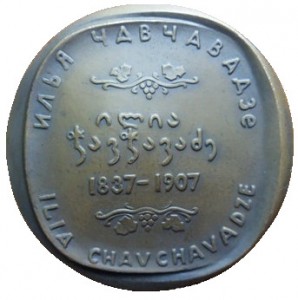 ИЛЬЯ ЧАВЧАВАДЗЕ
ილია
ჭავჭავაძე
1837-1907
ILIA CHAVCHAVADZE